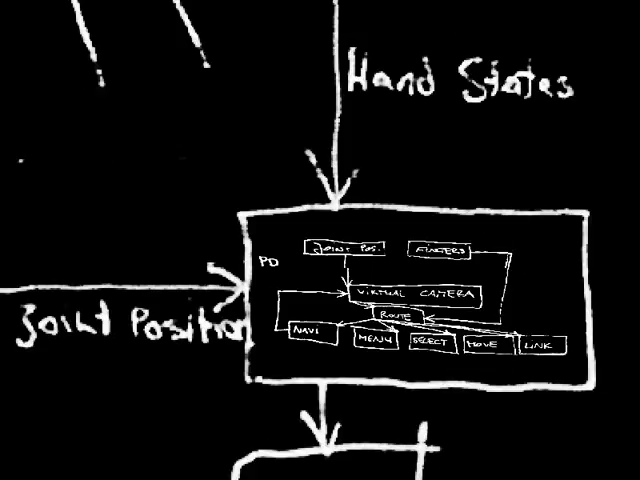 Hand States
JOINT POS.
FINGERS
PD
VIRTUAL CAMERA
ROUTE
NAVI
MENU
SELECT
MOVE
LINK
Joint Position